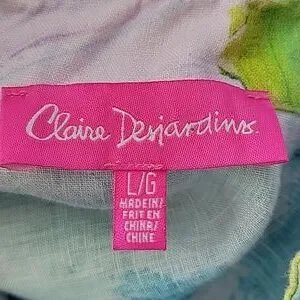 Claire Desjardins.
L/G
MADE IN/
FAIT EN
CHINA/
CHINE